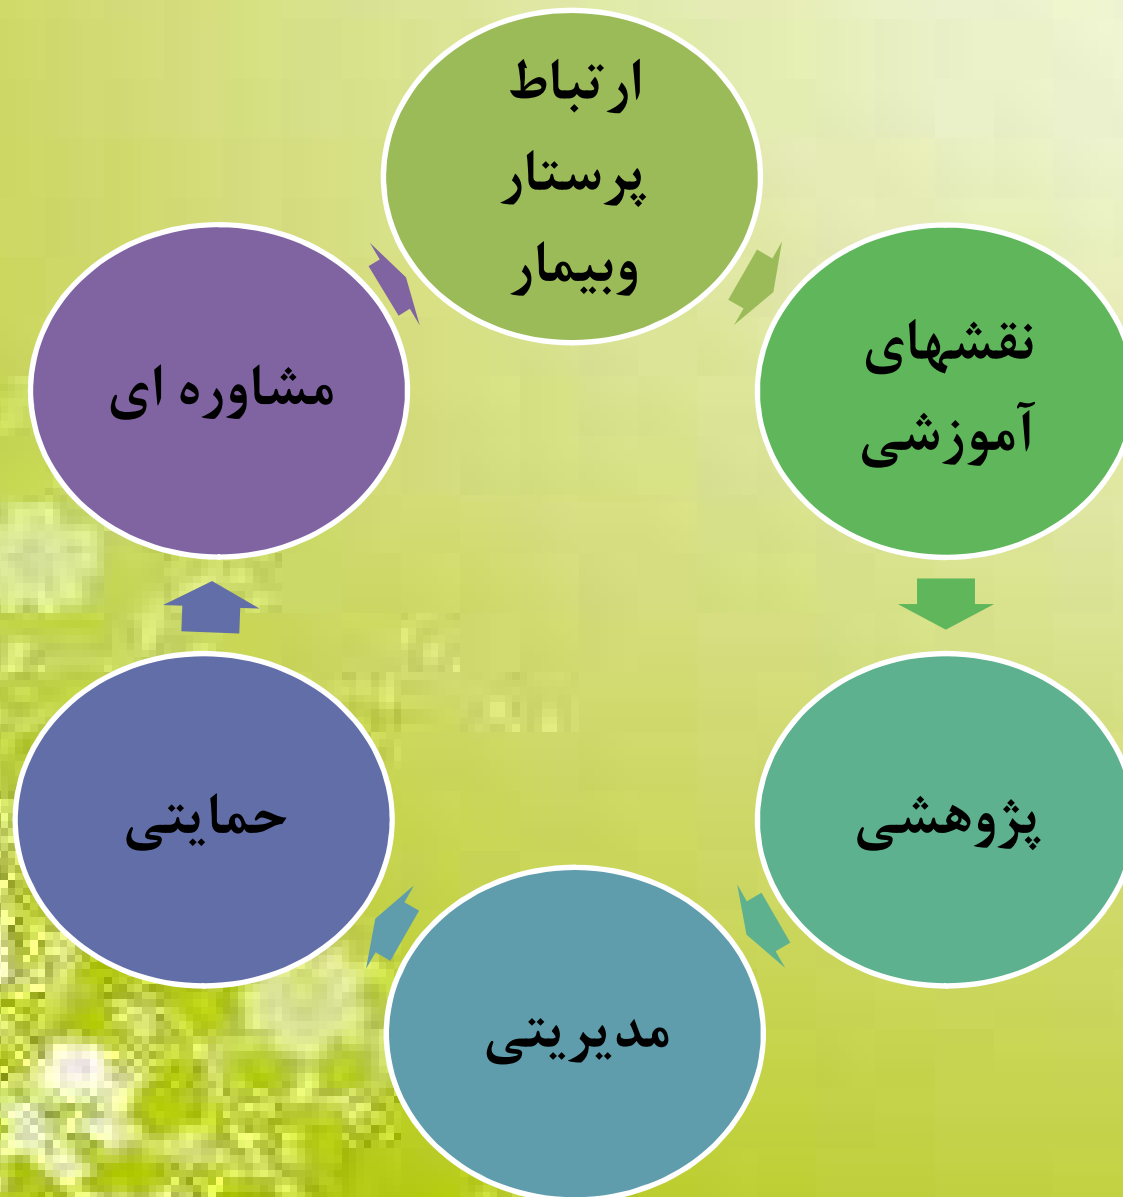 ارتباط
پرستار
وبیمار
نقشهای
آموزشی
پژوهشی
مدیریتی
حمایتی
مشاوره ای